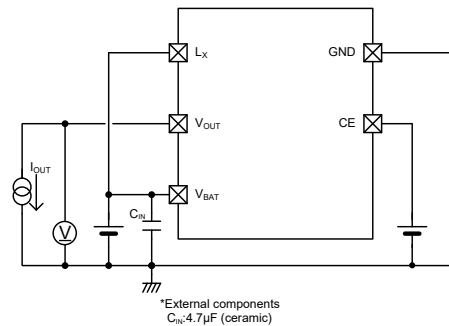 LX
GND
VOUT
CE
IOUT
VBAT
CIN
V
*External components
CIN:4.7µF (ceramic)